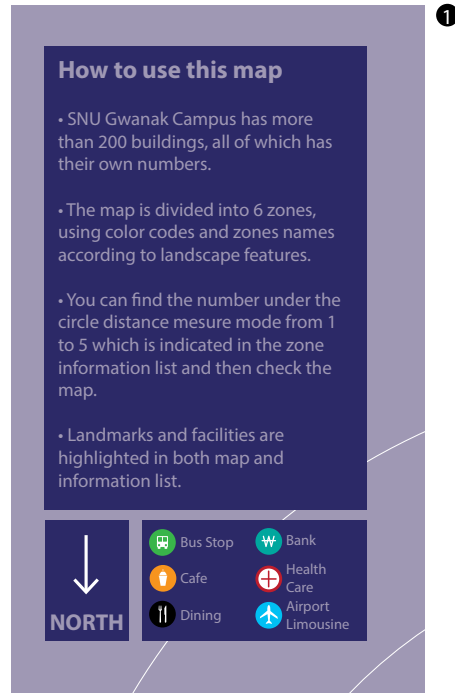 ❶
How to use this map
• SNU Gwanak Campus has more
than 200 buildings, all of which has
their own numbers.
• The map is divided into 6 zones,
using color codes and zones names
according to landscape features.
• You can find the number under the
circle distance mesure mode from 1
to 5 which is indicated in the zone
information list and then check the
map.
• Landmarks and facilities are
highlighted in both map and
information list.
NORTH
Bus Stop
Cafe
Dining
₩ Bank
Health
Care
Airport
Limousine